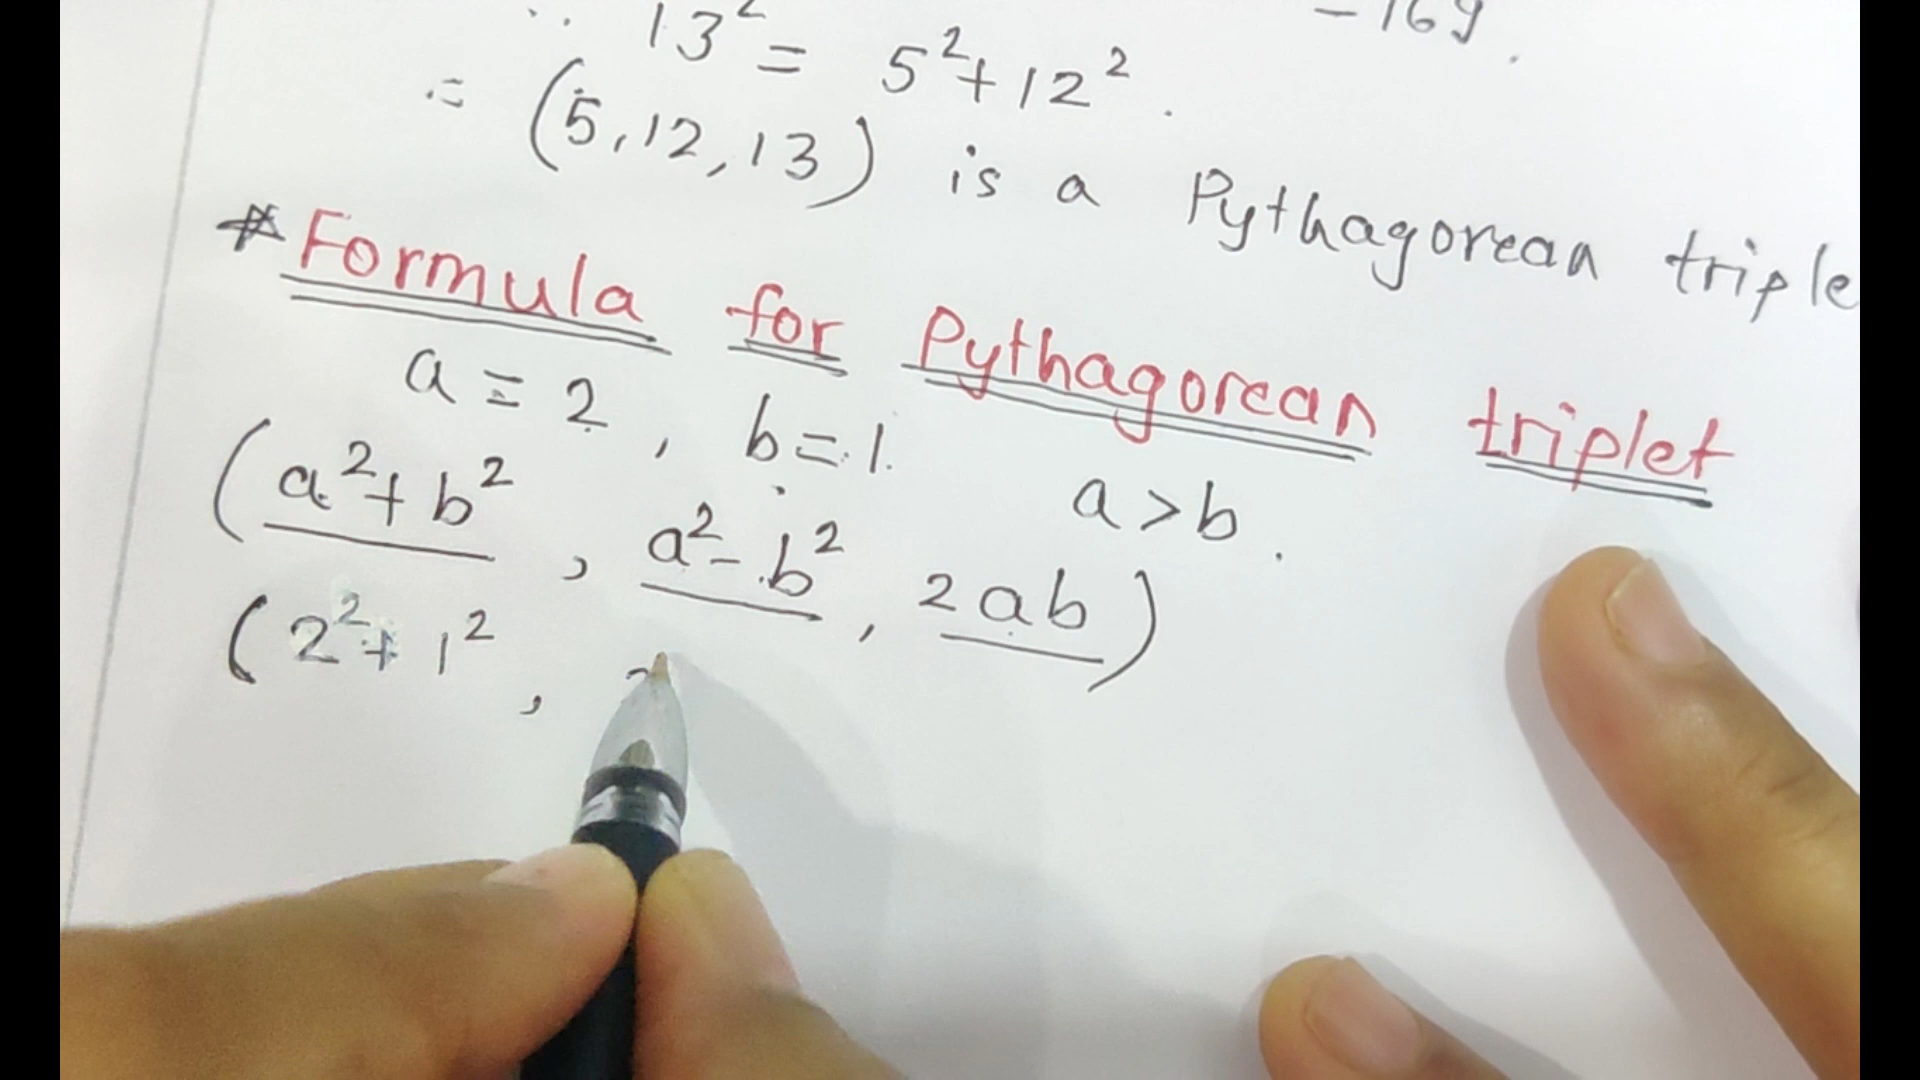 ∵ 13² = 5² + 12². = 169.
∴ (5, 12, 13) is a Pythagorean triple
* Formula for Pythagorean triplet
a = 2, b = 1. a > b.
(a² + b², a² - b², 2ab)
(2² + 1²,